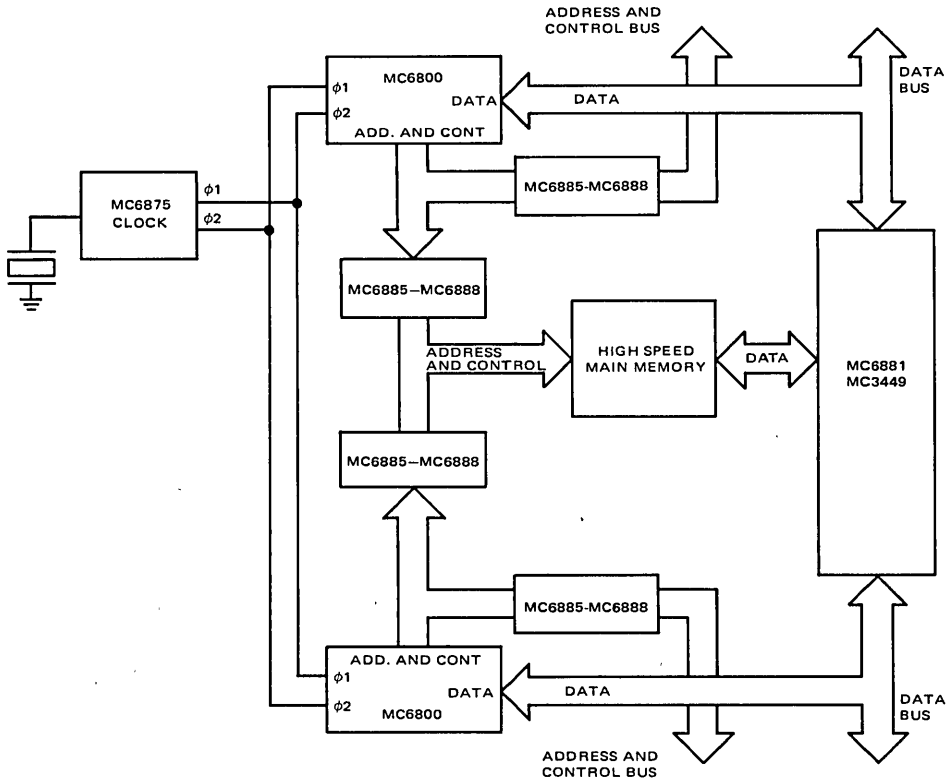 ADDRESS AND
CONTROL BUS
MC6800
ϕ1
ϕ2
DATA
ADD. AND CONT
DATA
DATA
BUS
MC6885-MC6888
MC6875
CLOCK
ϕ1
ϕ2
MC6885—MC6888
ADDRESS
AND CONTROL
HIGH SPEED
MAIN MEMORY
DATA
MC6881
MC3449
MC6885—MC6888
MC6885-MC6888
ADD. AND CONT
ϕ1
ϕ2
DATA
MC6800
DATA
DATA
BUS
ADDRESS AND
CONTROL BUS